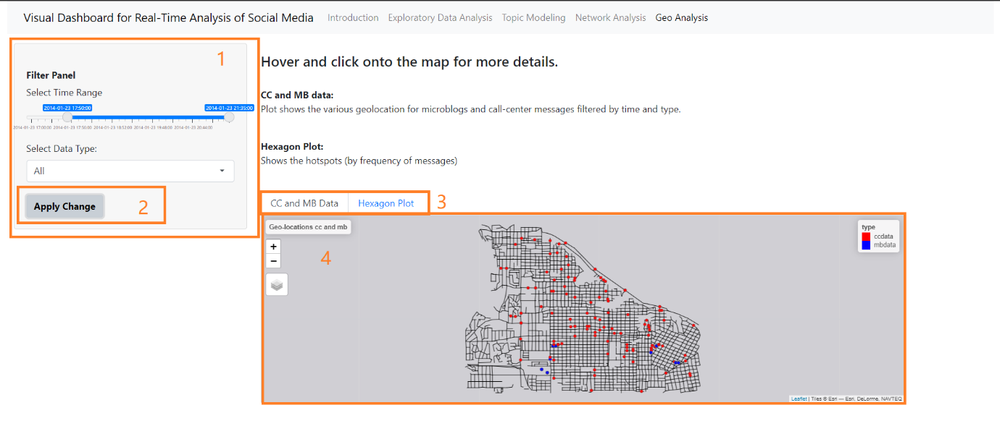 Visual Dashboard for Real-Time Analysis of Social Media Introduction Exploratory Data Analysis Topic Modeling Network Analysis Geo Analysis
1
Filter Panel
Select Time Range
2014-01-23 17:50:00 2014-01-23 21:35:00
2014-01-23 17:00:00 2014-01-23 17:56:00 2014-01-23 18:52:00 2014-01-23 19:48:00 2014-01-23 20:44:00
Select Data Type:
All
Apply Change 2
Hover and click onto the map for more details.
CC and MB data:
Plot shows the various geolocation for microblogs and call-center messages filtered by time and type.
Hexagon Plot:
Shows the hotspots (by frequency of messages)
CC and MB Data Hexagon Plot 3
Geo-locations cc and mb
+
−
4
type
ccdata
mbdata
Leaflet | Tiles © Esri — Esri, DeLorme, NAVTEQ